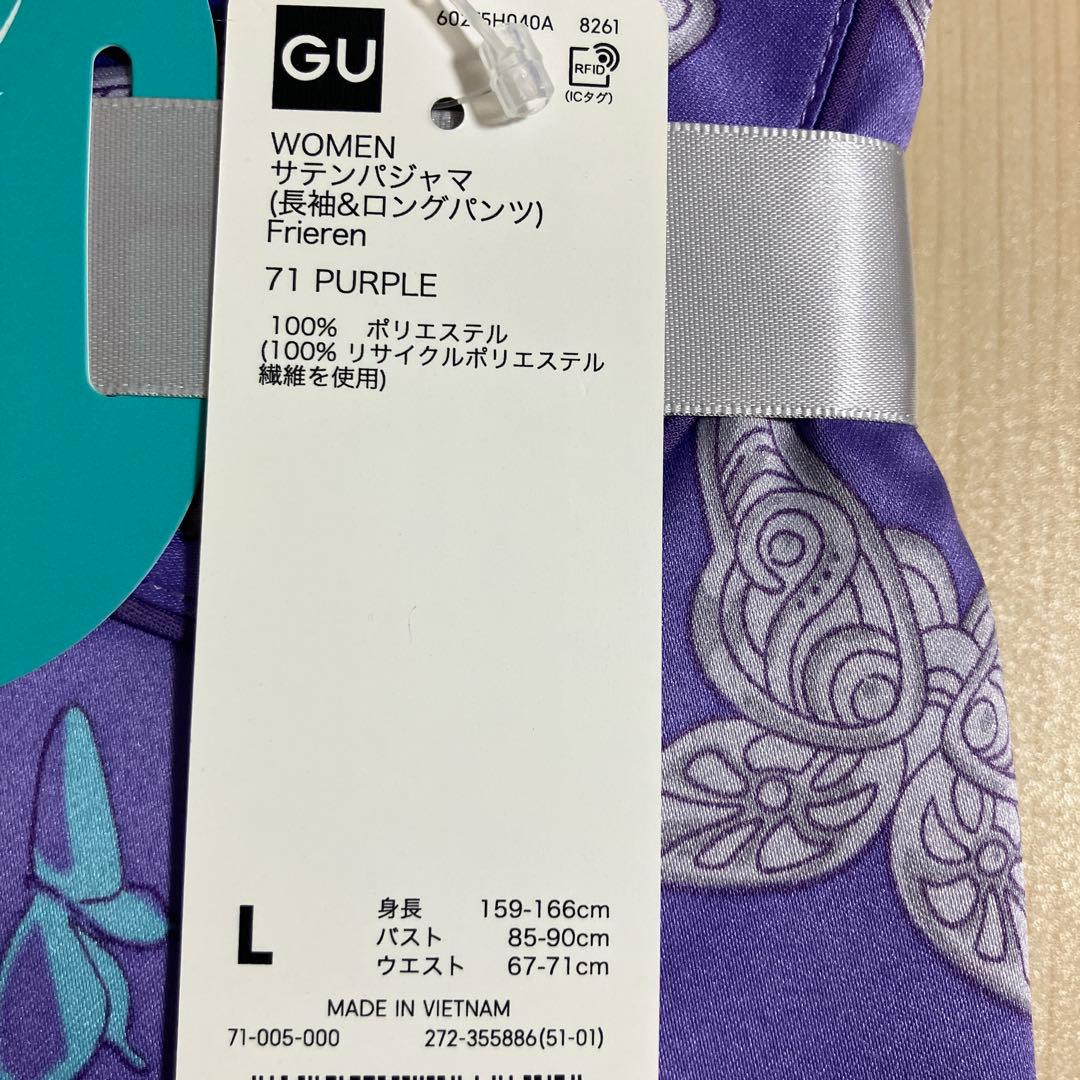 8261
GU
RFID
(ICタグ)
WOMEN
サテンパジャマ
(長袖&ロングパンツ)
Frieren
71 PURPLE
100% ポリエステル
(100% リサイクルポリエステル
繊維を使用)
L
身長 159-166cm
バスト 85-90cm
ウエスト 67-71cm
MADE IN VIETNAM
71-005-000 272-355886(51-01)